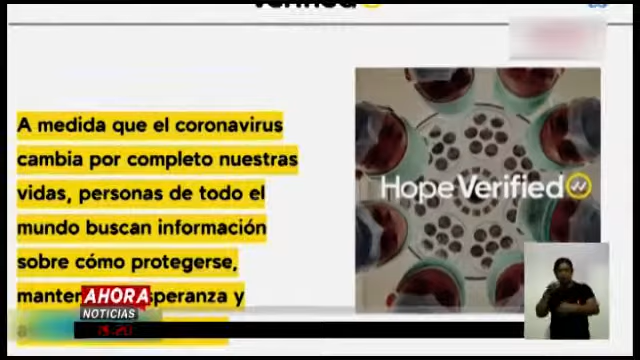 Verified
A medida que el coronavirus
cambia por completo nuestras
vidas, personas de todo el
mundo buscan información
sobre cómo protegerse,
Hope Verified
AHORA
NOTICIAS